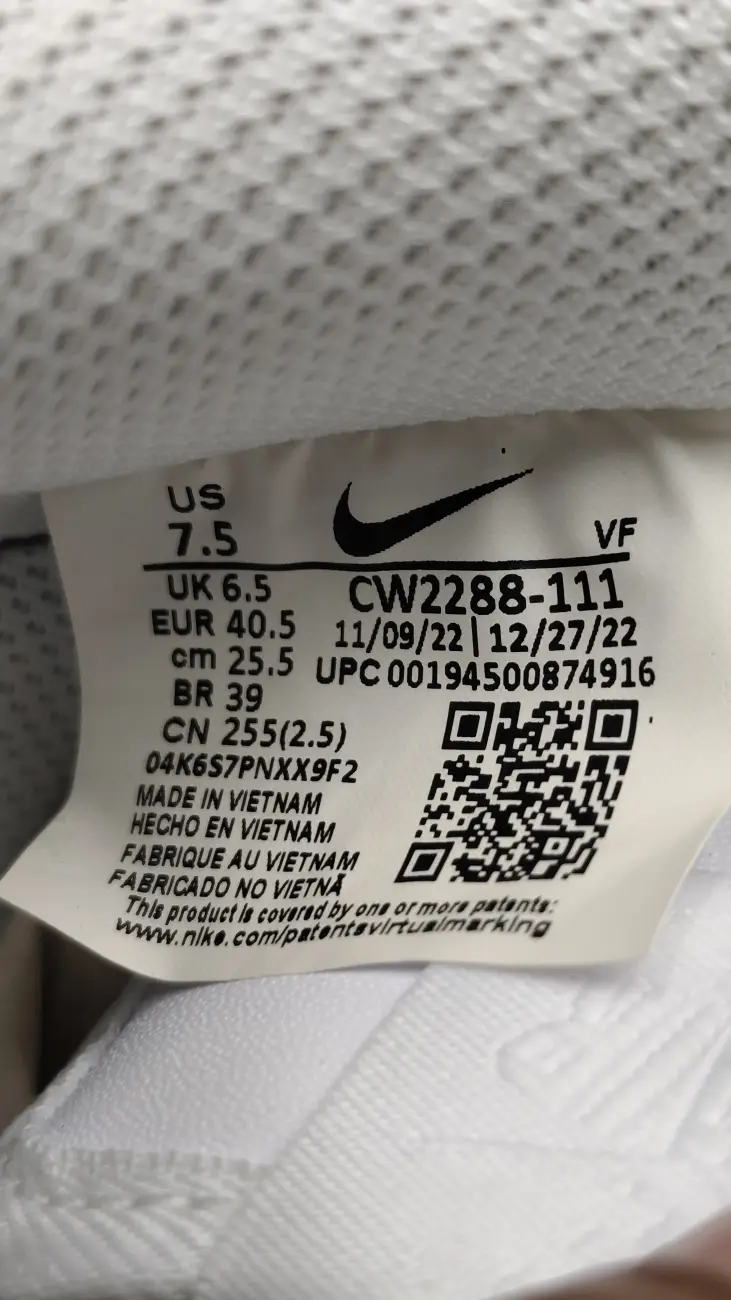 US
7.5
VF
UK 6.5
CW2288-111
EUR 40.5
11/09/22 | 12/27/22
cm 25.5
UPC 00194500874916
BR 39
CN 255(2.5)
04K6S7PNXX9F2
MADE IN VIETNAM
HECHO EN VIETNAM
FABRIQUE AU VIETNAM
FABRICADO NO VIETNÃ
This product is covered by one or more patents:
www.nike.com/patentsvirtualmarking